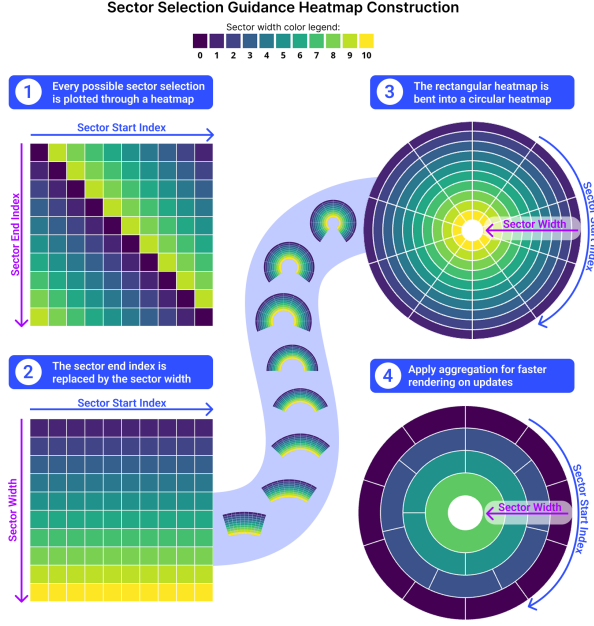 Sector Selection Guidance Heatmap Construction
Sector width color legend:
0 1 2 3 4 5 6 7 8 9 10
1
Every possible sector selection
is plotted through a heatmap
Sector Start Index
Sector End Index
3
The rectangular heatmap is
bent into a circular heatmap
Sector Width
Sector Start Index
2
The sector end index is
replaced by the sector width
Sector Start Index
Sector Width
4
Apply aggregation for faster
rendering on updates
Sector Width
Sector Start Index